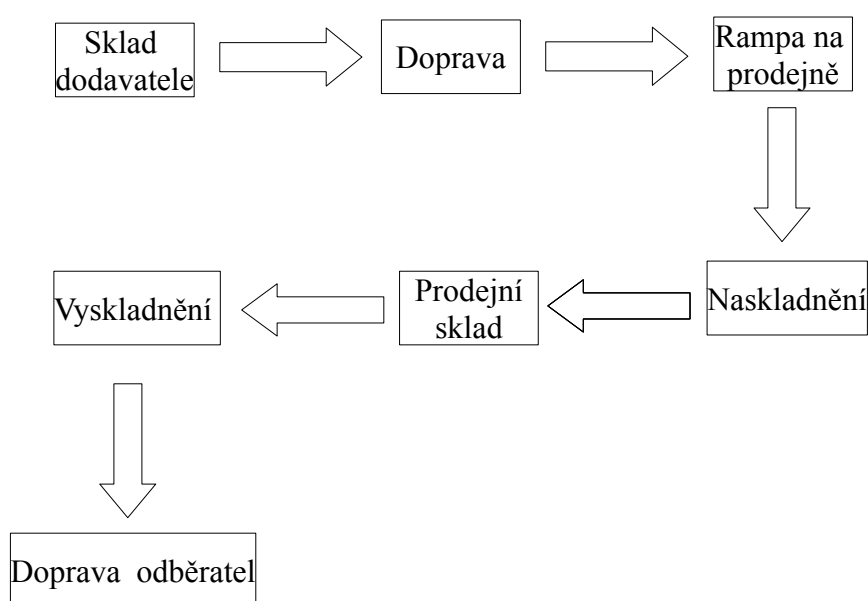 Sklad
dodavatele
Doprava
Rampa na
prodejně
Naskladnění
Prodejní
sklad
Vyskladnění
Doprava odběratel